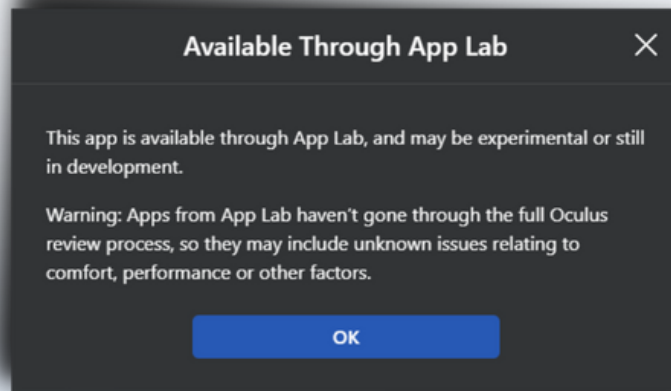 Available Through App Lab
This app is available through App Lab, and may be experimental or still
in development.
Warning: Apps from App Lab haven't gone through the full Oculus
review process, so they may include unknown issues relating to
comfort, performance or other factors.
OK